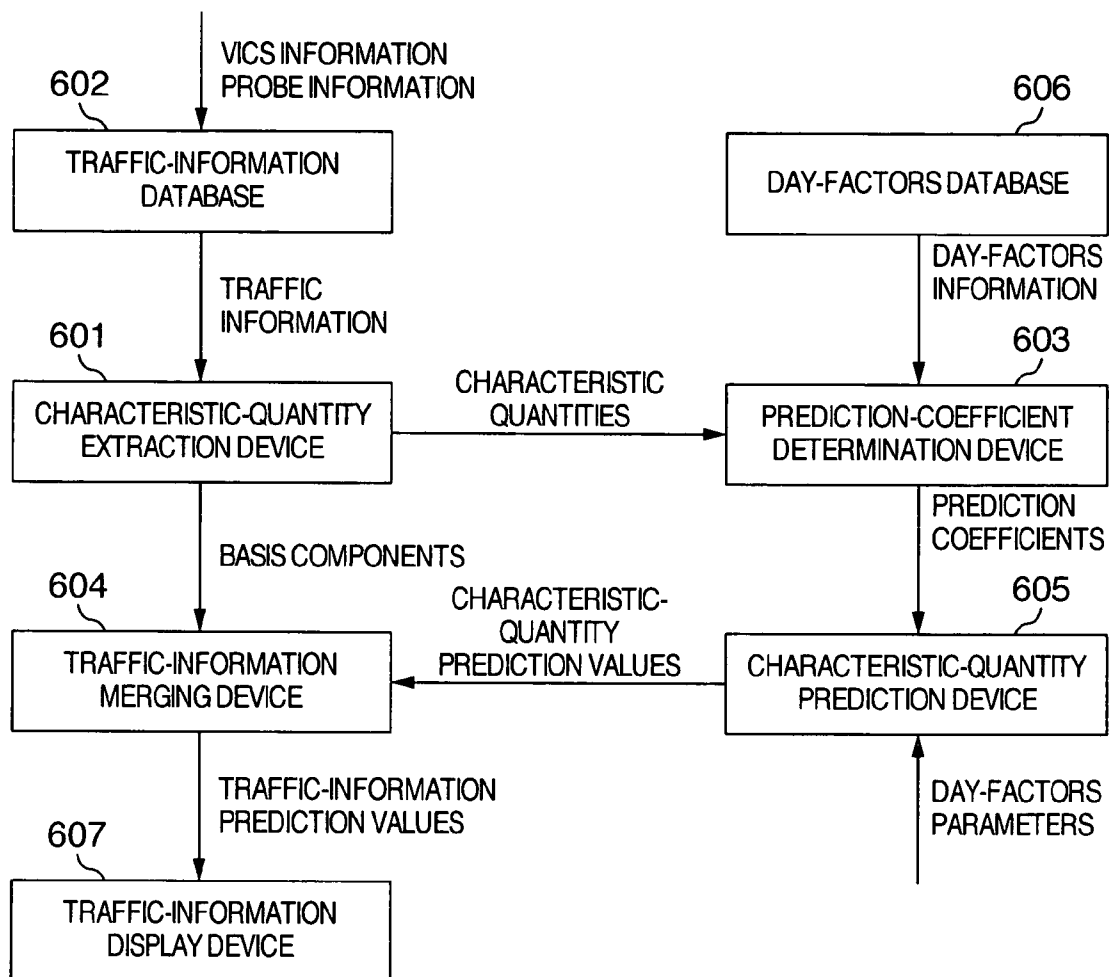 VICS INFORMATION
PROBE INFORMATION
602
606
TRAFFIC-INFORMATION
DATABASE
DAY-FACTORS DATABASE
TRAFFIC
INFORMATION
DAY-FACTORS
INFORMATION
601
603
CHARACTERISTIC-QUANTITY
EXTRACTION DEVICE
CHARACTERISTIC
QUANTITIES
PREDICTION-COEFFICIENT
DETERMINATION DEVICE
BASIS COMPONENTS
PREDICTION
COEFFICIENTS
604
605
TRAFFIC-INFORMATION
MERGING DEVICE
CHARACTERISTIC-
QUANTITY
PREDICTION VALUES
CHARACTERISTIC-QUANTITY
PREDICTION DEVICE
TRAFFIC-INFORMATION
PREDICTION VALUES
DAY-FACTORS
PARAMETERS
607
TRAFFIC-INFORMATION
DISPLAY DEVICE